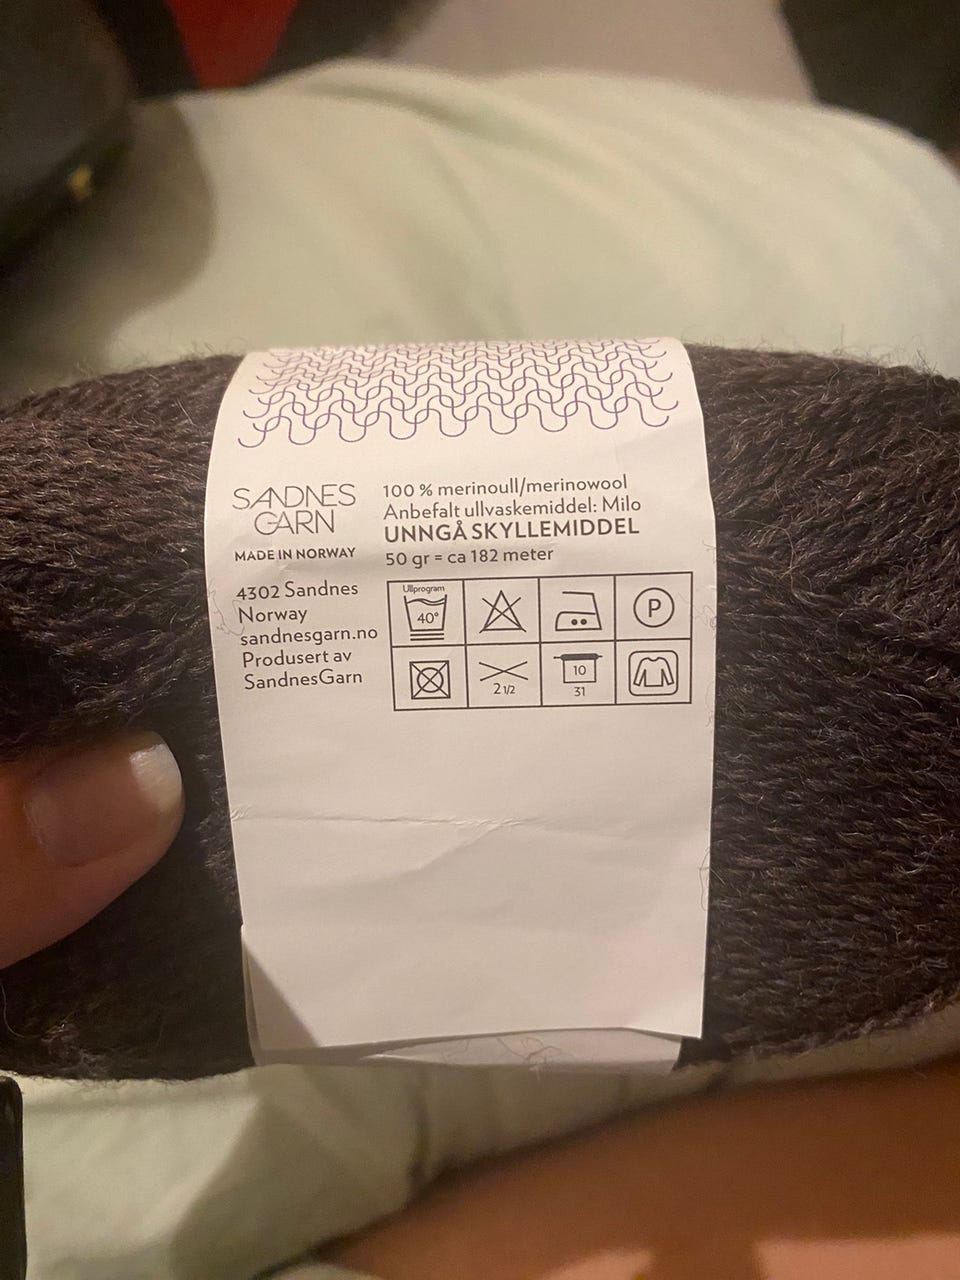 SANDNES
GARN
MADE IN NORWAY
4302 Sandnes
Norway
sandnesgarn.no
Produsert av
SandnesGarn
100 % merinoull/merinowool
Anbefalt ullvaskemiddel: Milo
UNNGÅ SKYLLEMIDDEL
50 gr = ca 182 meter
Ullprogram
40°
P
2 1/2
10
31